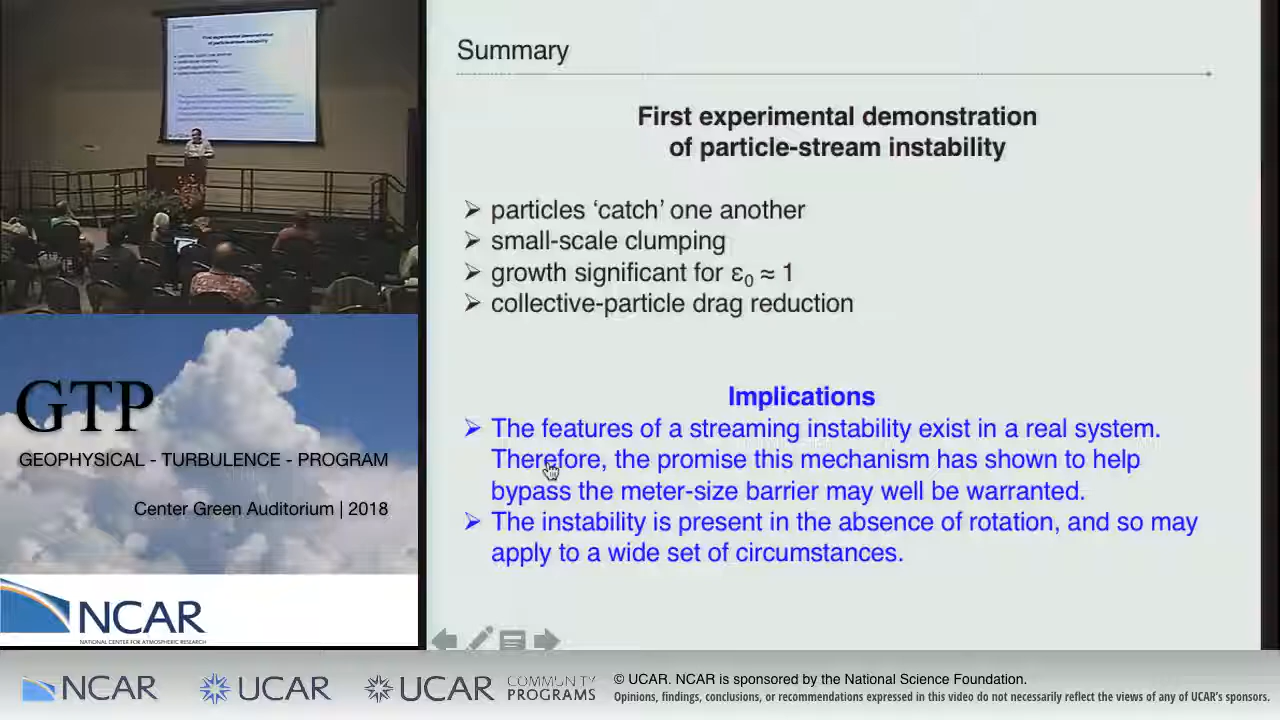 Summary
First experimental demonstration
of particle-stream instability
➢ particles ‘catch’ one another
➢ small-scale clumping
➢ growth significant for ε₀ ≈ 1
➢ collective-particle drag reduction
Implications
➢ The features of a streaming instability exist in a real system.
Therefore, the promise this mechanism has shown to help
bypass the meter-size barrier may well be warranted.
➢ The instability is present in the absence of rotation, and so may
apply to a wide set of circumstances.
GTP
GEOPHYSICAL - TURBULENCE - PROGRAM
Center Green Auditorium | 2018
NCAR
NATIONAL CENTER FOR ATMOSPHERIC RESEARCH
NCAR
UCAR
UCAR
COMMUNITY
PROGRAMS
© UCAR. NCAR is sponsored by the National Science Foundation.
Opinions, findings, conclusions, or recommendations expressed in this video do not necessarily reflect the views of any of UCAR's sponsors.